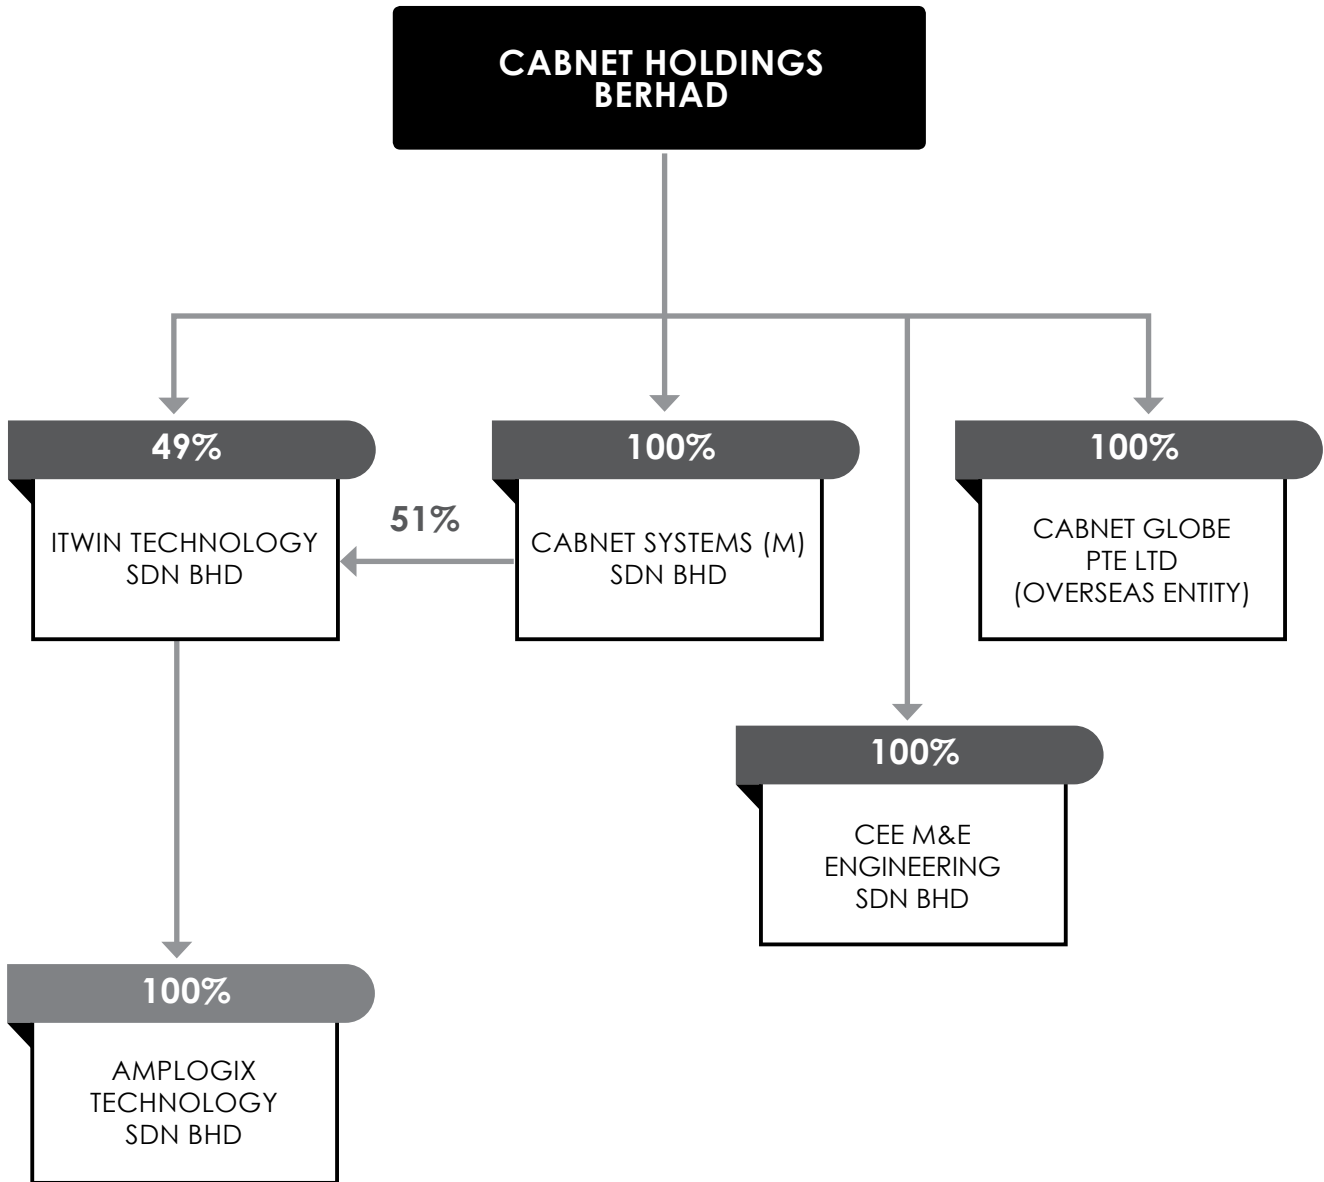 CABNET HOLDINGS
BERHAD
49%
100%
100%
51%
ITWIN TECHNOLOGY
SDN BHD
CABNET SYSTEMS (M)
SDN BHD
CABNET GLOBE
PTE LTD
(OVERSEAS ENTITY)
100%
CEE M&E
ENGINEERING
SDN BHD
100%
AMPLOGIX
TECHNOLOGY
SDN BHD